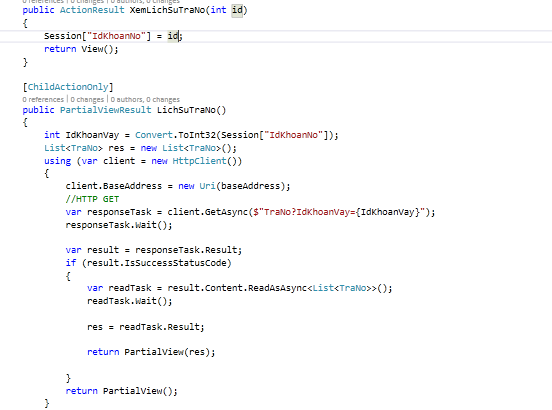 0 references | 0 changes | 0 authors, 0 changes
public ActionResult XemLichSuTraNo(int id)
{
    Session["IdKhoanNo"] = id;
    return View();
}

[ChildActionOnly]
0 references | 0 changes | 0 authors, 0 changes
public PartialViewResult LichSuTraNo()
{
    int IdKhoanVay = Convert.ToInt32(Session["IdKhoanNo"]);
    List<TraNo> res = new List<TraNo>();
    using (var client = new HttpClient())
    {
        client.BaseAddress = new Uri(baseAddress);
        //HTTP GET
        var responseTask = client.GetAsync($"TraNo?IdKhoanVay={IdKhoanVay}");
        responseTask.Wait();

        var result = responseTask.Result;
        if (result.IsSuccessStatusCode)
        {
            var readTask = result.Content.ReadAsAsync<List<TraNo>>();
            readTask.Wait();

            res = readTask.Result;

            return PartialView(res);

        }
        return PartialView();
    }